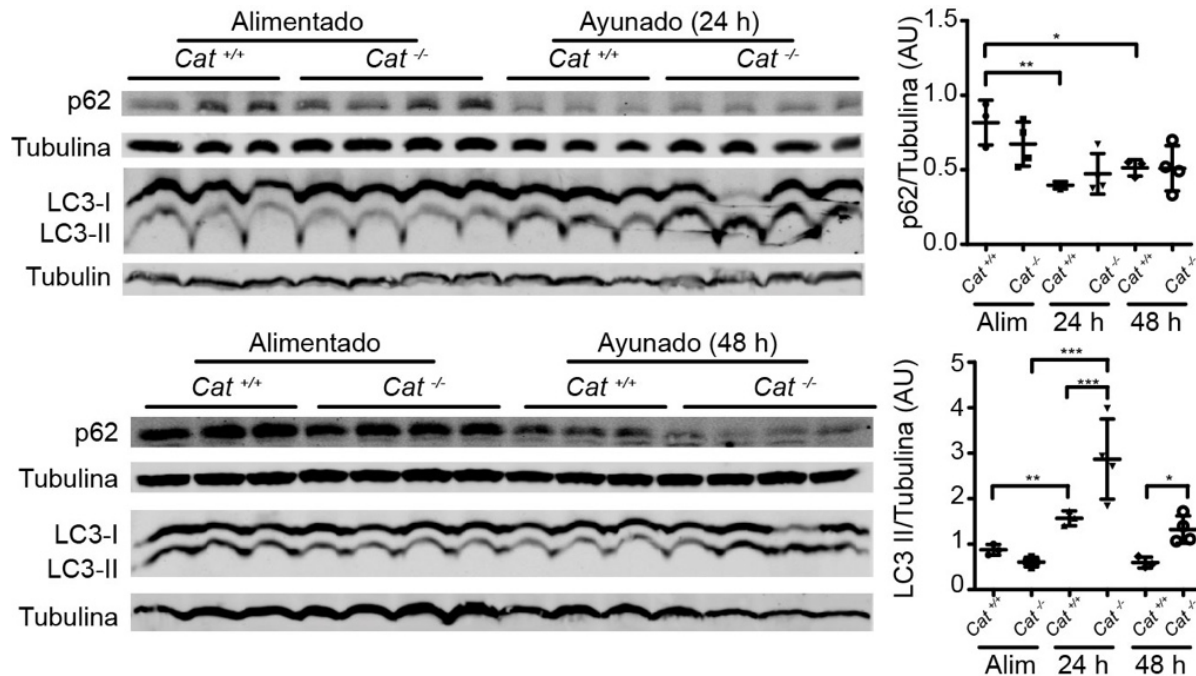 Alimentado
Ayunado (24 h)
Cat +/+
Cat -/-
Cat +/+
Cat -/-
p62
Tubulina
LC3-I
LC3-II
Tubulin
Alimentado
Ayunado (48 h)
Cat +/+
Cat -/-
Cat +/+
Cat -/-
p62
Tubulina
LC3-I
LC3-II
Tubulina
p62/Tubulina (AU)
1.5
1.0
0.5
0.0
*
**
Cat +/+
Cat -/-
Cat +/+
Cat -/-
Cat +/+
Cat -/-
Alim
24 h
48 h
LC3 II/Tubulina (AU)
5
4
3
2
1
0
***
***
**
*
Cat +/+
Cat -/-
Cat +/+
Cat -/-
Cat +/+
Cat -/-
Alim
24 h
48 h